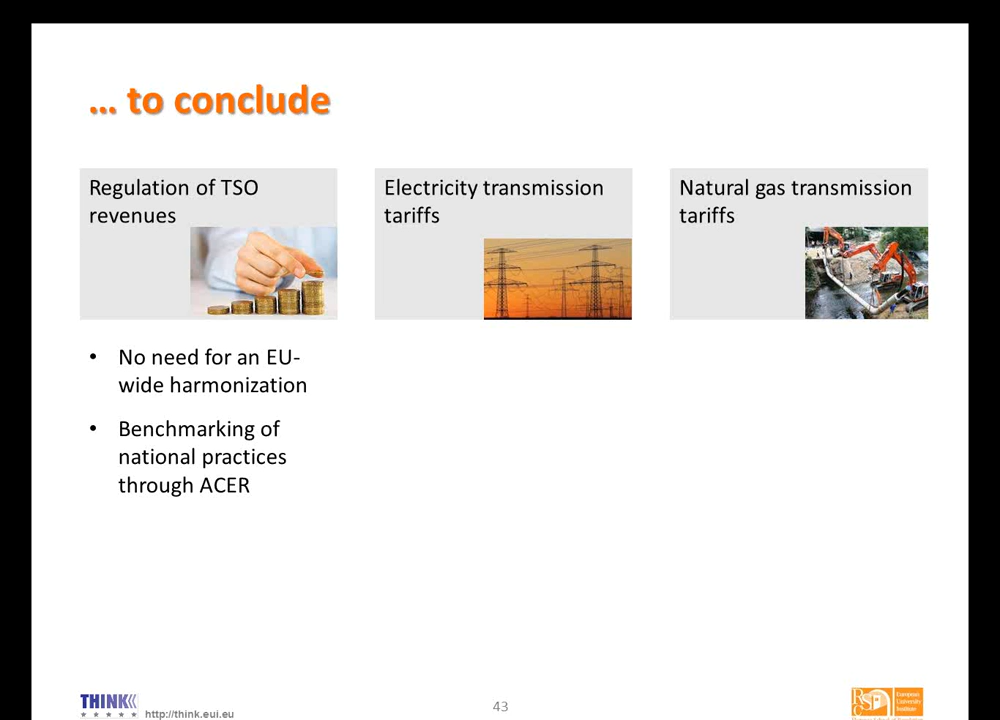 … to conclude
Regulation of TSO
revenues
Electricity transmission
tariffs
Natural gas transmission
tariffs
• No need for an EU-
wide harmonization
• Benchmarking of
national practices
through ACER
THINK
http://think.eui.eu
43
European
University
Institute